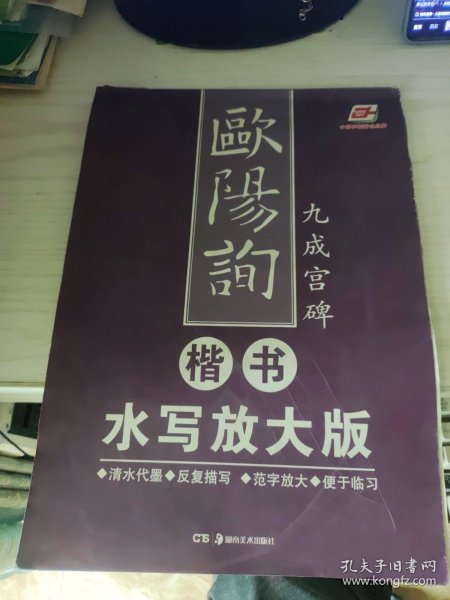 歐陽詢
九成宫碑
楷书
水写放大版
◆清水代墨◆反复描写 ◆范字放大◆便于临习
CTS 湖南美术出版社
孔夫子旧书网
www.kongfz.com